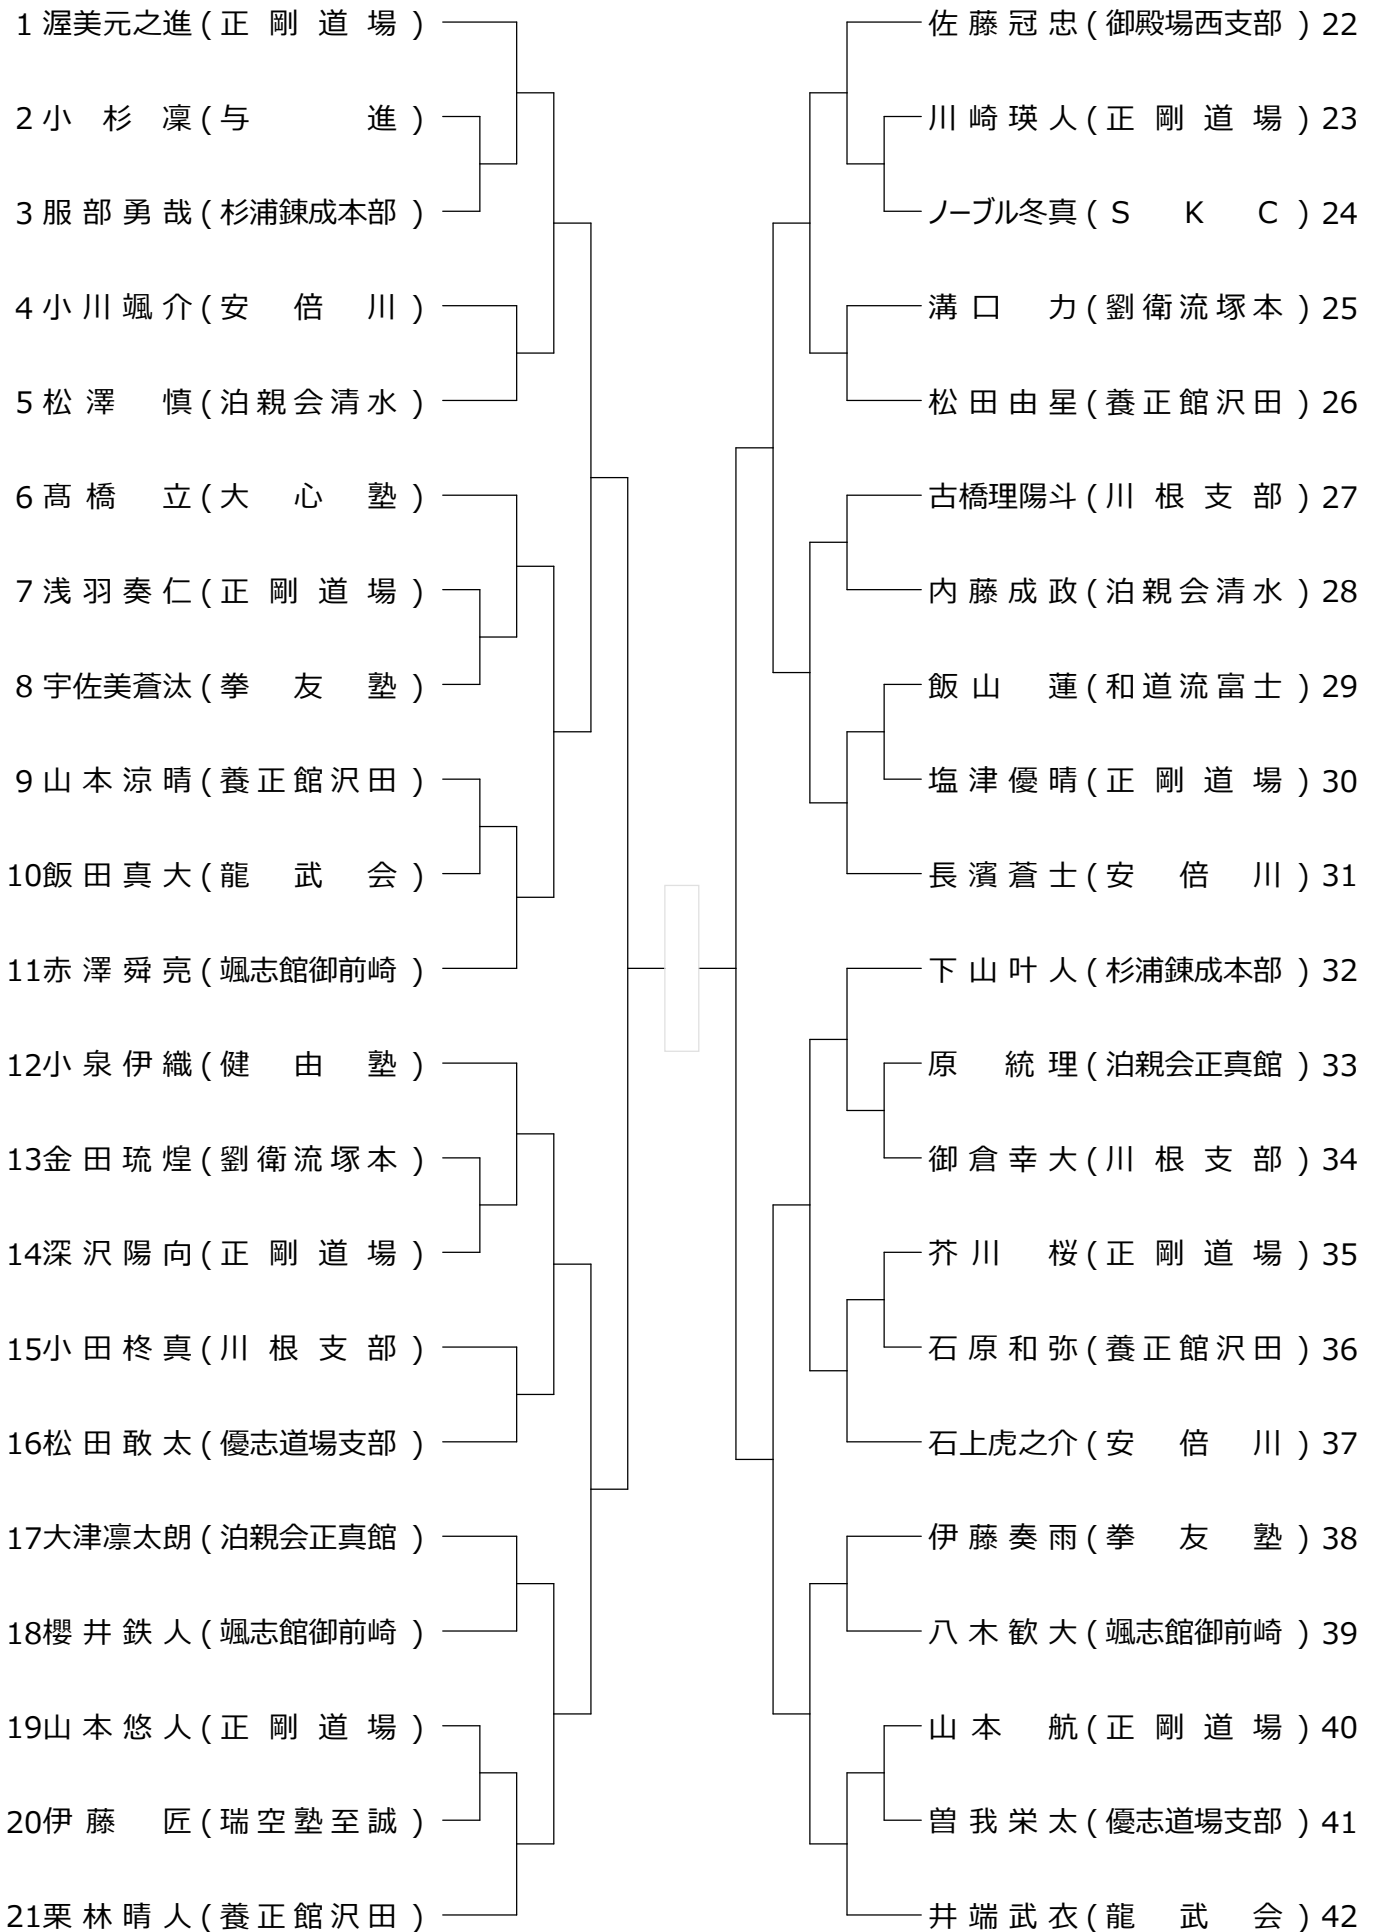 1 渥美元之進 ( 正剛道場 )
2 小杉凜 ( 与進 )
3 服部勇哉 ( 杉浦錬成本部 )
4 小川颯介 ( 安倍川 )
5 松澤慎 ( 泊親会清水 )
6 髙橋立 ( 大心塾 )
7 浅羽奏仁 ( 正剛道場 )
8 宇佐美蒼汰 ( 拳友塾 )
9 山本涼晴 ( 養正館沢田 )
10 飯田真大 ( 龍武会 )
11 赤澤舜亮 ( 颯志館御前崎 )
12 小泉伊織 ( 健由塾 )
13 金田琉煌 ( 劉衛流塚本 )
14 深沢陽向 ( 正剛道場 )
15 小田柊真 ( 川根支部 )
16 松田敢太 ( 優志道場支部 )
17 大津凛太朗 ( 泊親会正真館 )
18 櫻井鉄人 ( 颯志館御前崎 )
19 山本悠人 ( 正剛道場 )
20 伊藤匠 ( 瑞空塾至誠 )
21 栗林晴人 ( 養正館沢田 )
佐藤冠忠 ( 御殿場西支部 ) 22
川崎瑛人 ( 正剛道場 ) 23
ノーブル冬真 ( SKC ) 24
溝口力 ( 劉衛流塚本 ) 25
松田由星 ( 養正館沢田 ) 26
古橋理陽斗 ( 川根支部 ) 27
内藤成政 ( 泊親会清水 ) 28
飯山蓮 ( 和道流富士 ) 29
塩津優晴 ( 正剛道場 ) 30
長濱蒼士 ( 安倍川 ) 31
下山叶人 ( 杉浦錬成本部 ) 32
原統理 ( 泊親会正真館 ) 33
御倉幸大 ( 川根支部 ) 34
芥川桜 ( 正剛道場 ) 35
石原和弥 ( 養正館沢田 ) 36
石上虎之介 ( 安倍川 ) 37
伊藤奏雨 ( 拳友塾 ) 38
八木歓大 ( 颯志館御前崎 ) 39
山本航 ( 正剛道場 ) 40
曽我栄太 ( 優志道場支部 ) 41
井端武衣 ( 龍武会 ) 42